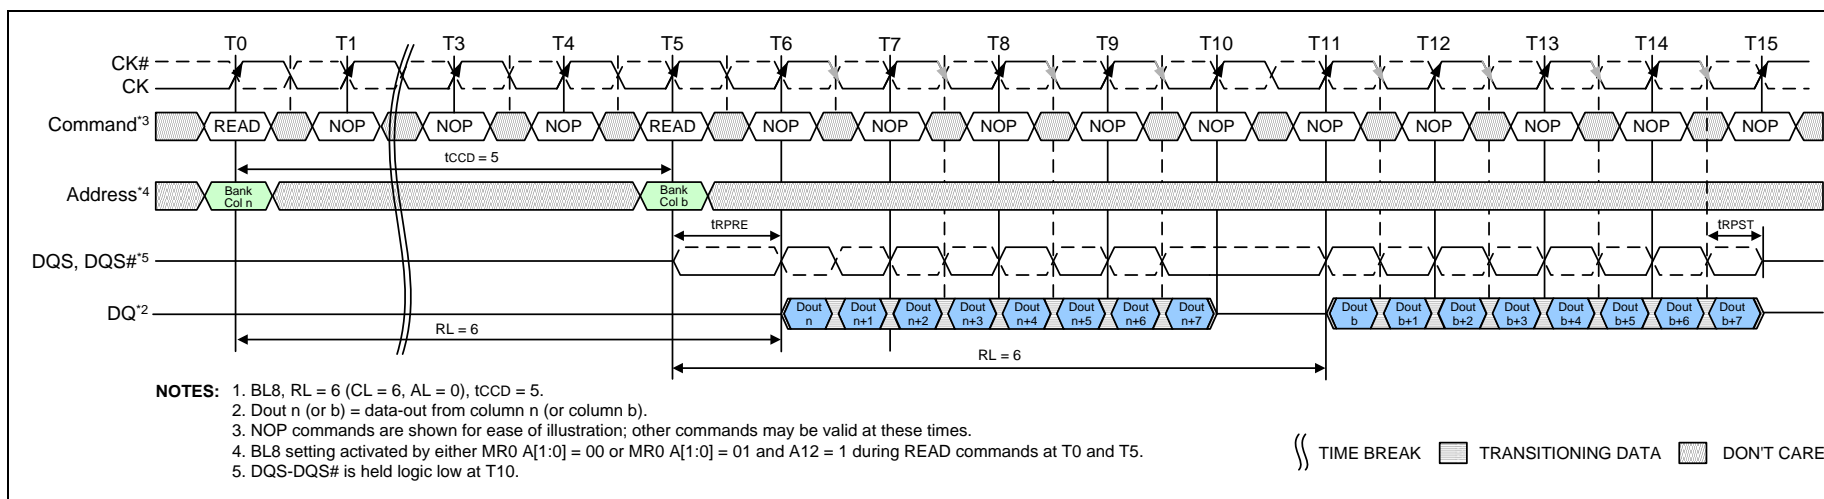 T0 T1 T3 T4 T5 T6 T7 T8 T9 T10 T11 T12 T13 T14 T15
CK#
CK
Command*3 READ NOP NOP NOP READ NOP NOP NOP NOP NOP NOP NOP NOP NOP NOP
tCCD = 5
Address*4 Bank Col n Bank Col b
tRPRE tRPST
DQS, DQS#*5
DQ*2 Dout n Dout n+1 Dout n+2 Dout n+3 Dout n+4 Dout n+5 Dout n+6 Dout n+7 Dout b Dout b+1 Dout b+2 Dout b+3 Dout b+4 Dout b+5 Dout b+6 Dout b+7
RL = 6
RL = 6
NOTES: 1. BL8, RL = 6 (CL = 6, AL = 0), tCCD = 5.
2. Dout n (or b) = data-out from column n (or column b).
3. NOP commands are shown for ease of illustration; other commands may be valid at these times.
4. BL8 setting activated by either MR0 A[1:0] = 00 or MR0 A[1:0] = 01 and A12 = 1 during READ commands at T0 and T5.
5. DQS-DQS# is held logic low at T10.
TIME BREAK TRANSITIONING DATA DON'T CARE